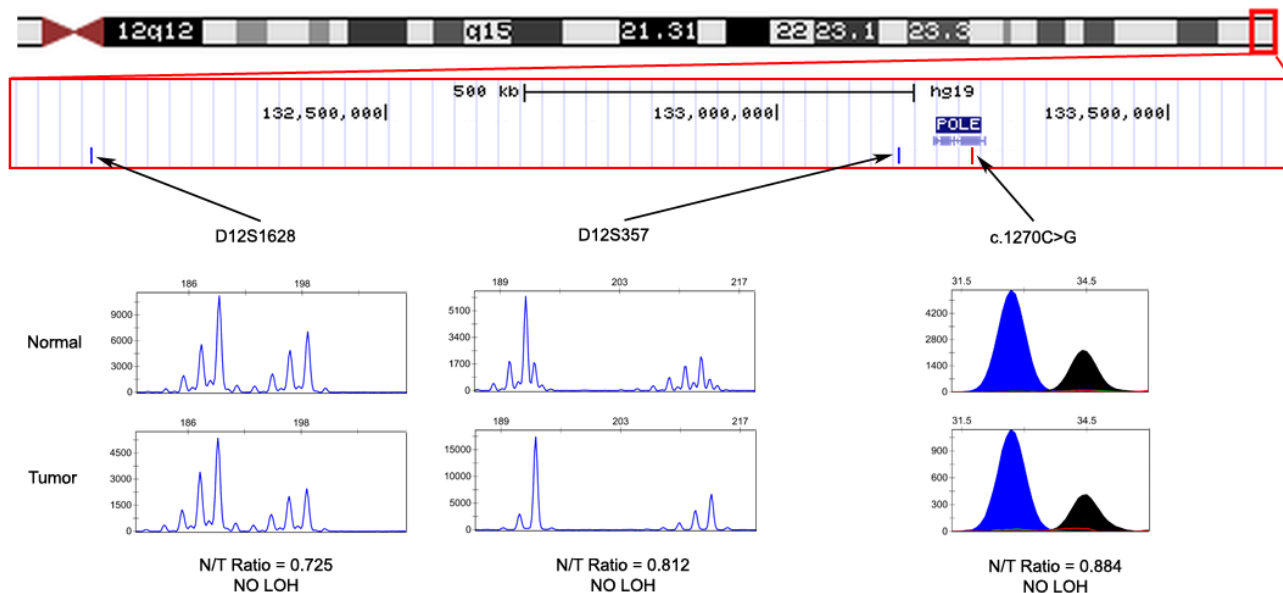 12q12 q15 21.31 22 23.1 23.3
500 kb hg19
132,500,000 133,000,000 133,500,000
POLE
D12S1628 D12S357 c.1270C>G
186 198 189 203 217 31.5 34.5
Normal
9000 6000 3000 0
5100 3400 1700 0
4200 2800 1400 0
186 198 189 203 217 31.5 34.5
Tumor
4500 3000 1500 0
15000 10000 5000 0
900 600 300 0
N/T Ratio = 0.725 N/T Ratio = 0.812 N/T Ratio = 0.884
NO LOH NO LOH NO LOH